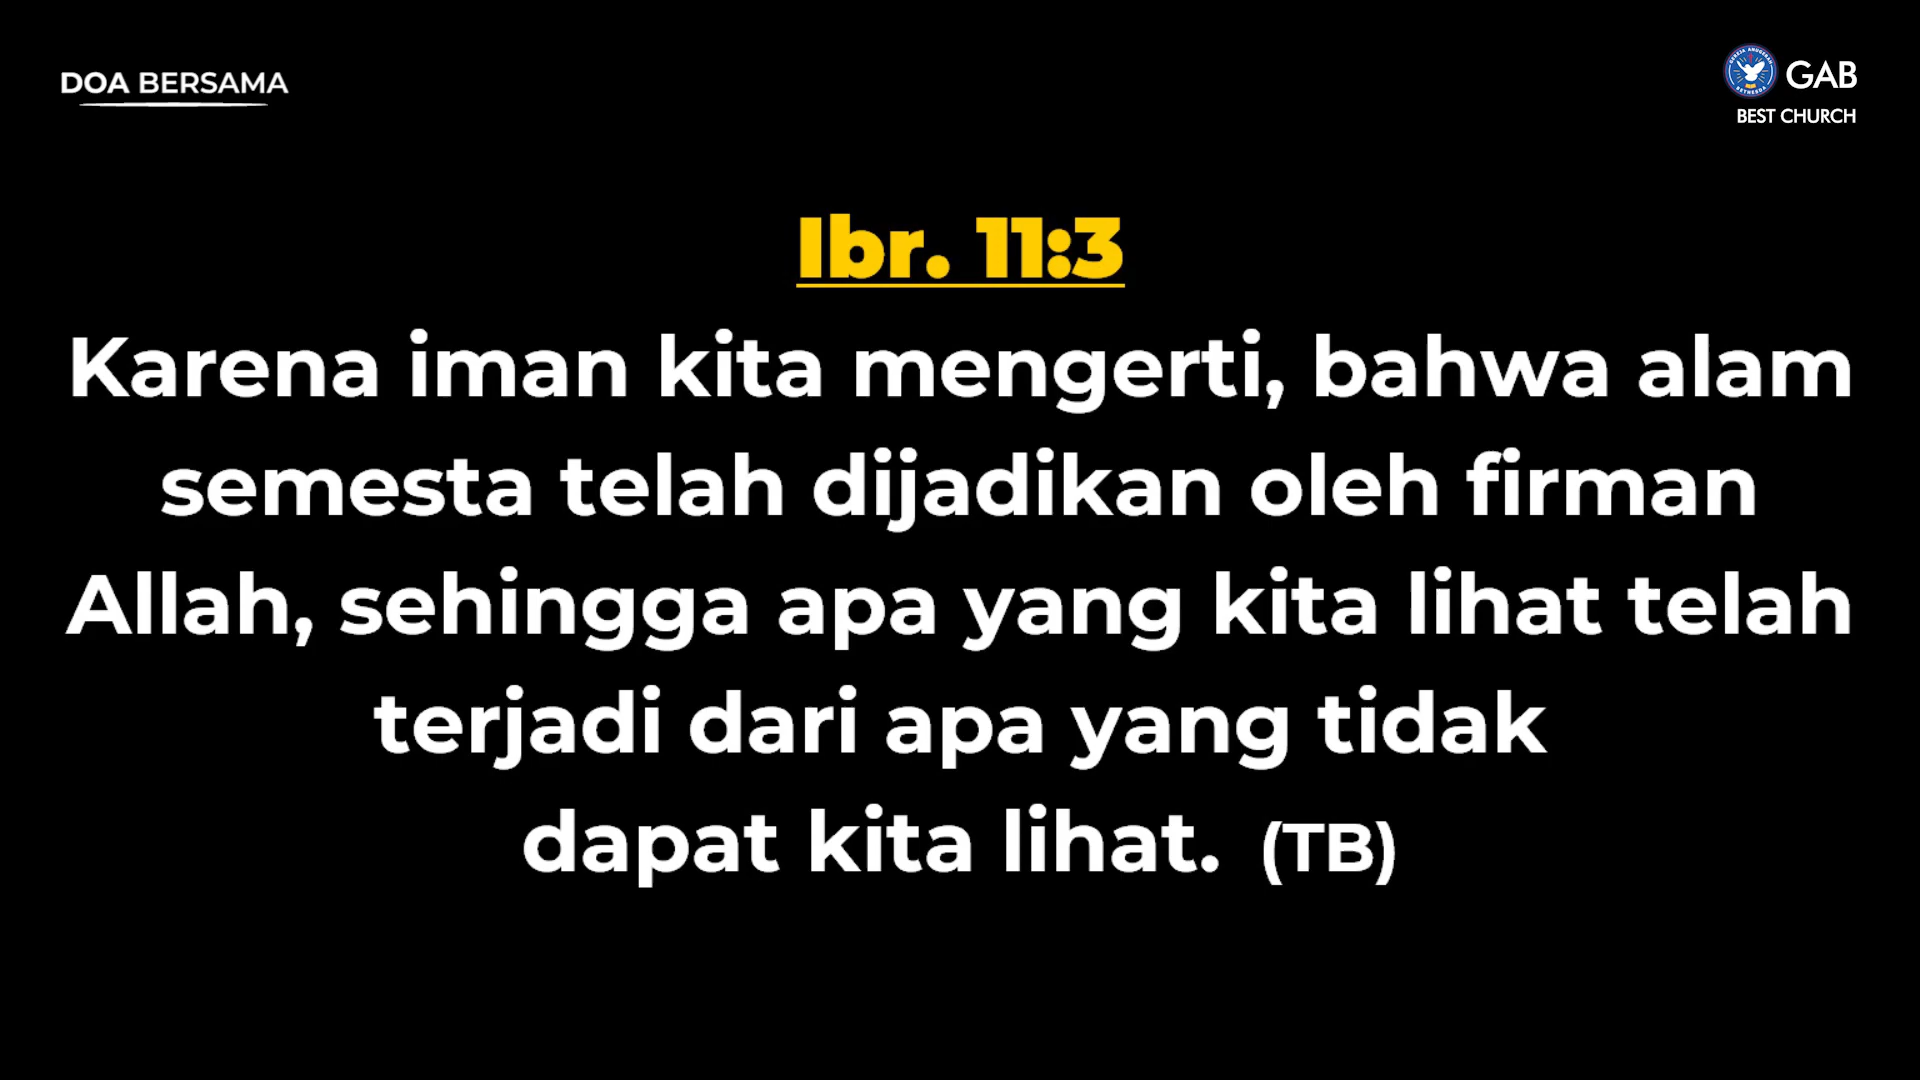 DOA BERSAMA
GAB
BEST CHURCH
Ibr. 11:3
Karena iman kita mengerti, bahwa alam
semesta telah dijadikan oleh firman
Allah, sehingga apa yang kita lihat telah
terjadi dari apa yang tidak
dapat kita lihat. (TB)